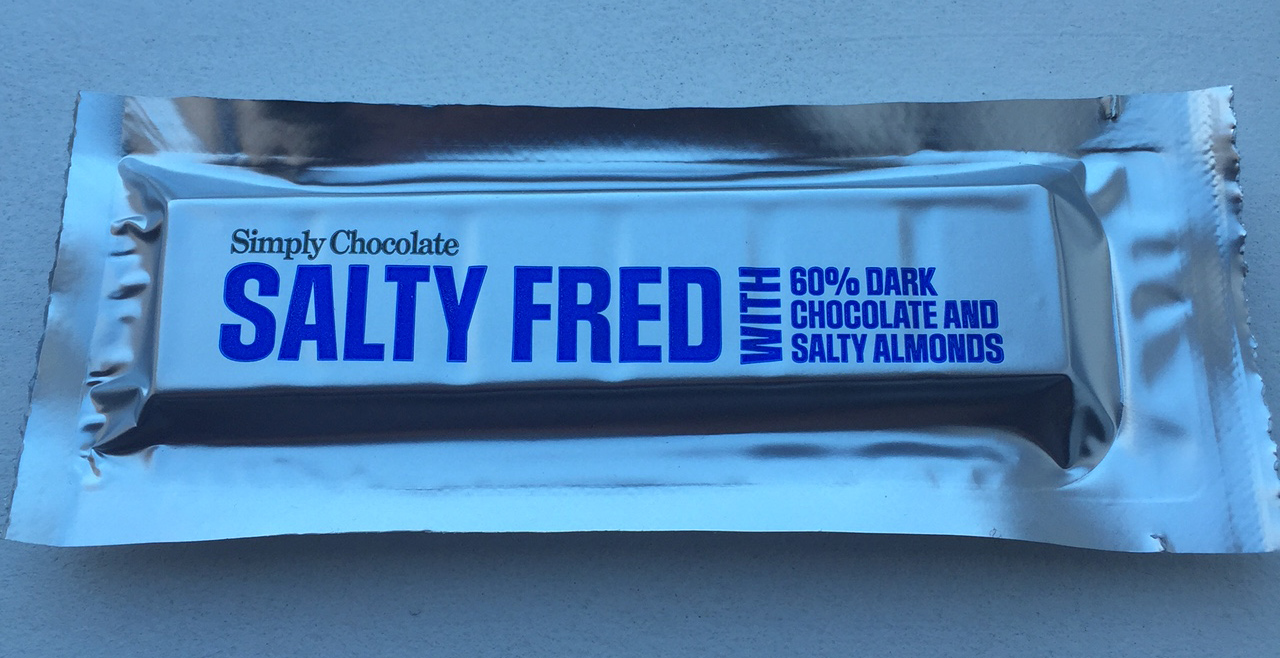 Simply Chocolate
SALTY FRED
WITH
60% DARK
CHOCOLATE AND
SALTY ALMONDS